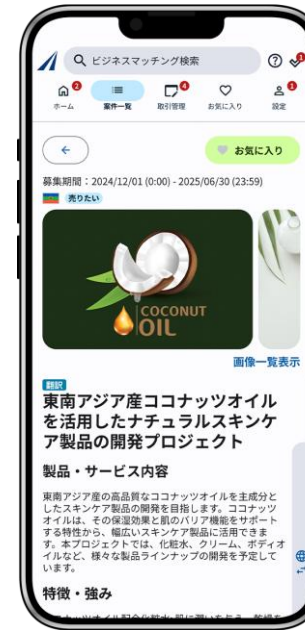 ビジネスマッチング検索
2
4
1
ホーム
案件一覧
取引管理
お気に入り
設定
お気に入り
募集期間：2024/12/01 (0:00) - 2025/06/30 (23:59)
売りたい
COCONUT
OIL
画像一覧表示
翻訳
東南アジア産ココナッツオイル
を活用したナチュラルスキンケ
ア製品の開発プロジェクト
製品・サービス内容
東南アジア産の高品質なココナッツオイルを主成分と
したスキンケア製品の開発を目指します。ココナッツ
オイルは、その保湿効果と肌のバリア機能をサポート
する特性から、幅広いスキンケア製品に活用できま
す。本プロジェクトでは、化粧水、クリーム、ボディオ
イルなど、様々な製品ラインナップの開発を予定して
います。
特徴・強み